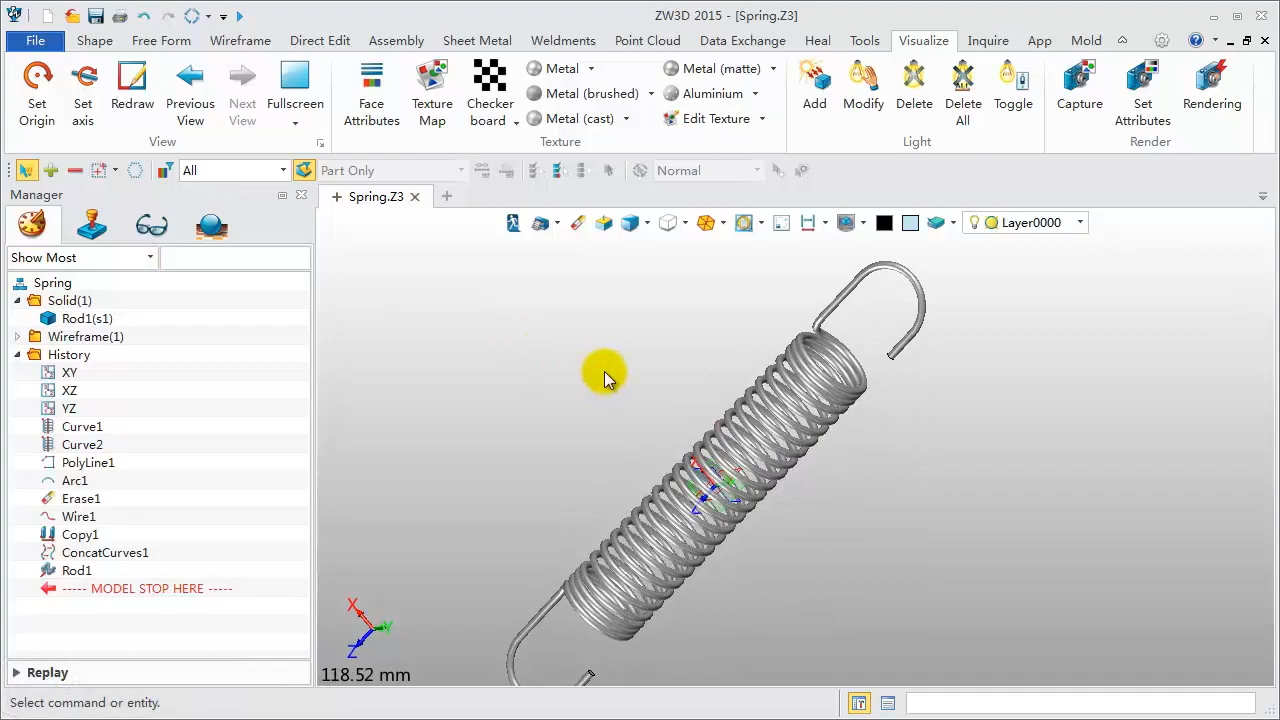 ZW3D 2015 - [Spring.Z3]
File Shape Free Form Wireframe Direct Edit Assembly Sheet Metal Weldments Point Cloud Data Exchange Heal Tools Visualize Inquire App Mold
Set Origin
Set axis
Redraw
Previous View
Next View
Fullscreen
View
Face Attributes
Texture Map
Checker board
Metal
Metal (brushed)
Metal (cast)
Metal (matte)
Aluminium
Edit Texture
Texture
Add
Modify
Delete
Delete All
Toggle
Light
Capture
Set Attributes
Rendering
Render
All
Part Only
Normal
Manager
Spring.Z3
Show Most
Layer0000
Spring
Solid(1)
Rod1(s1)
Wireframe(1)
History
XY
XZ
YZ
Curve1
Curve2
PolyLine1
Arc1
Erase1
Wire1
Copy1
ConcatCurves1
Rod1
----- MODEL STOP HERE -----
X
Y
Z
118.52 mm
Replay
Select command or entity